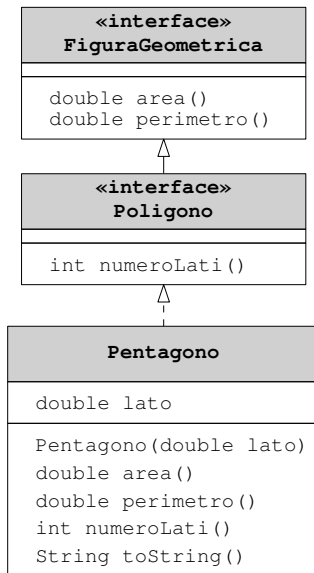 «interface»
FiguraGeometrica
double area()
double perimetro()
«interface»
Poligono
int numeroLati()
Pentagono
double lato
Pentagono(double lato)
double area()
double perimetro()
int numeroLati()
String toString()